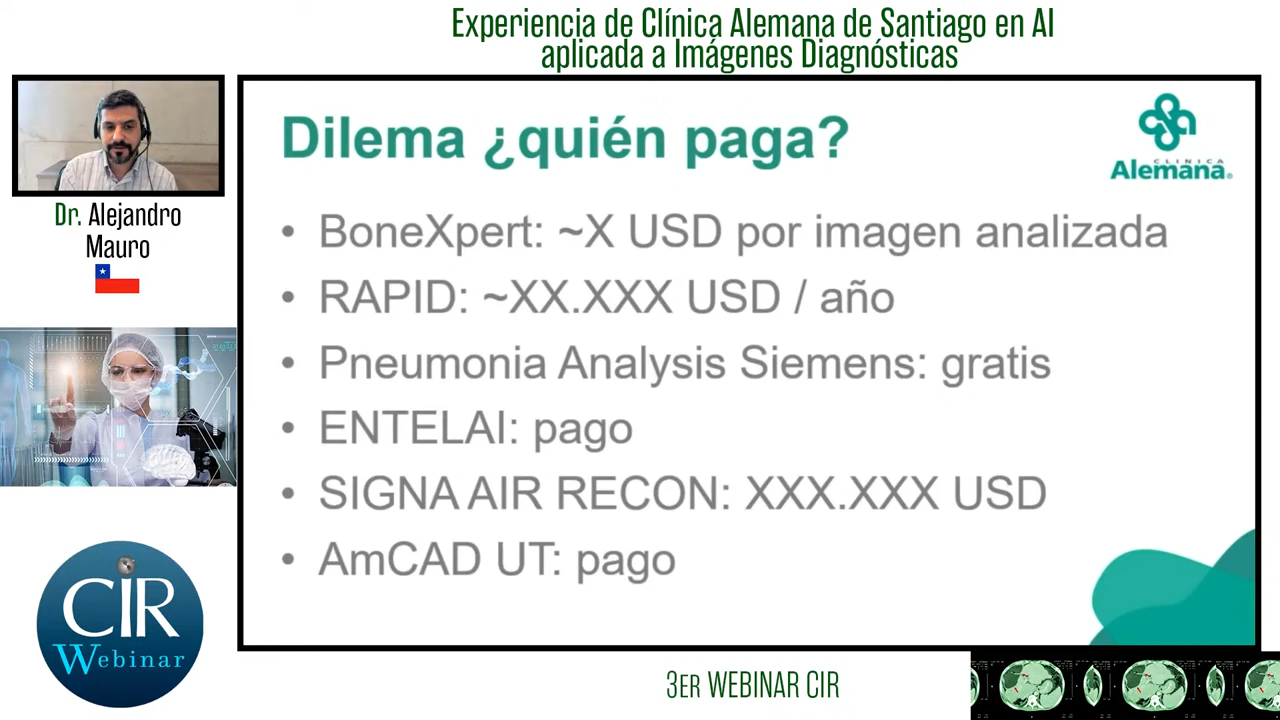 Experiencia de Clínica Alemana de Santiago en AI
aplicada a Imágenes Diagnósticas
Dr. Alejandro
Mauro
Dilema ¿quién paga?
CLINICA
Alemana®
• BoneXpert: ~X USD por imagen analizada
• RAPID: ~XX.XXX USD / año
• Pneumonia Analysis Siemens: gratis
• ENTELAI: pago
• SIGNA AIR RECON: XXX.XXX USD
• AmCAD UT: pago
CIR
Webinar
3ER WEBINAR CIR